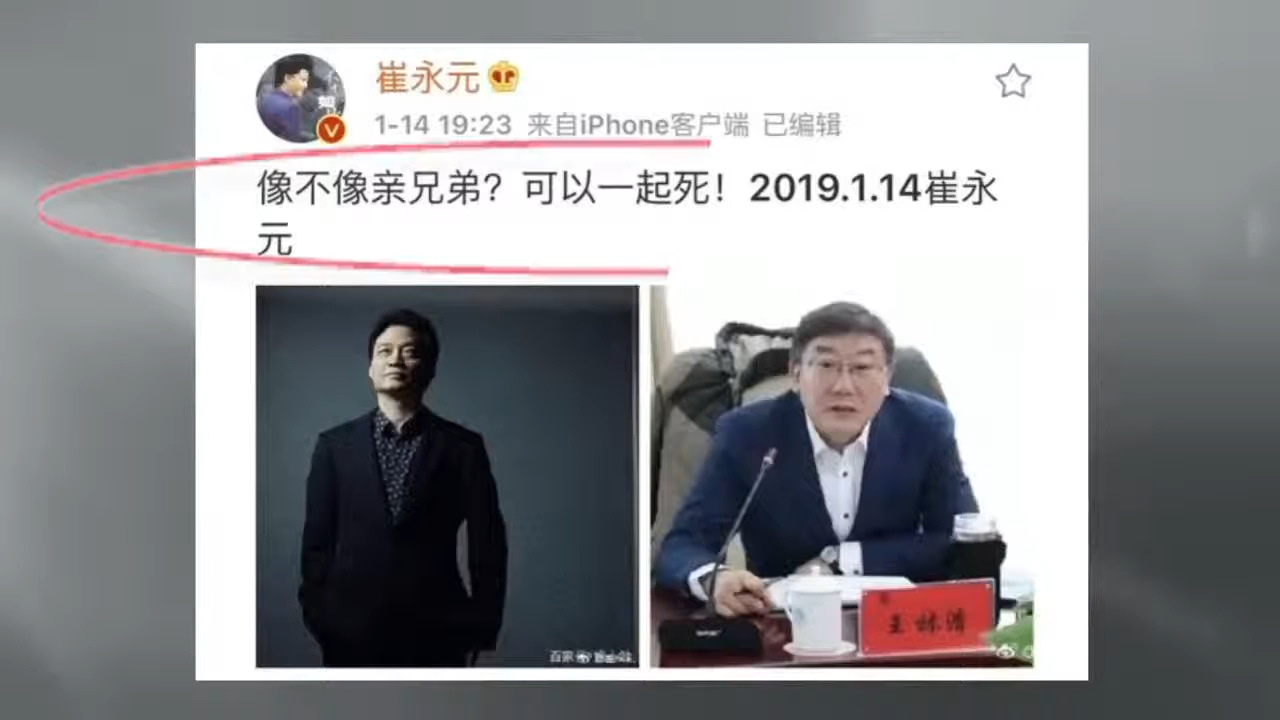 崔永元
1-14 19:23 来自iPhone客户端 已编辑
像不像亲兄弟？可以一起死！2019.1.14崔永
元
王林清